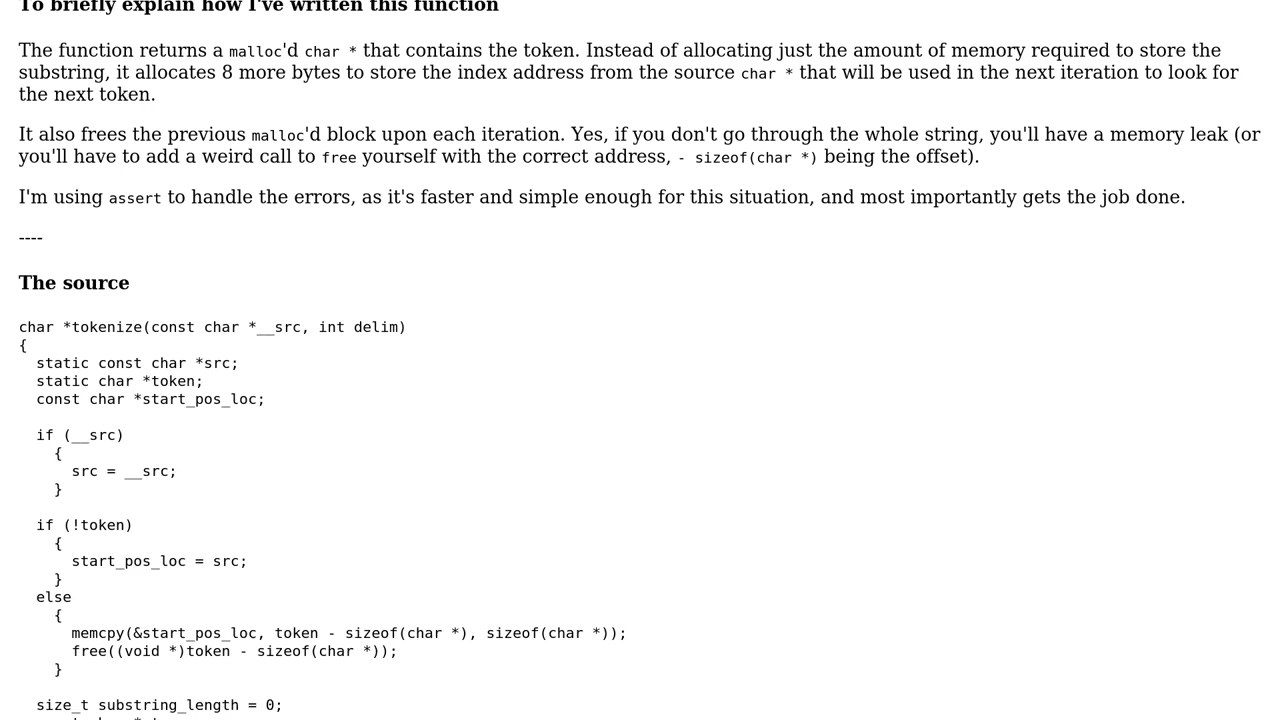 To briefly explain how I've written this function
The function returns a malloc'd char * that contains the token. Instead of allocating just the amount of memory required to store the
substring, it allocates 8 more bytes to store the index address from the source char * that will be used in the next iteration to look for
the next token.
It also frees the previous malloc'd block upon each iteration. Yes, if you don't go through the whole string, you'll have a memory leak (or
you'll have to add a weird call to free yourself with the correct address, - sizeof(char *) being the offset).
I'm using assert to handle the errors, as it's faster and simple enough for this situation, and most importantly gets the job done.
----
The source
char *tokenize(const char *__src, int delim)
{
  static const char *src;
  static char *token;
  const char *start_pos_loc;
  if (__src)
    {
      src = __src;
    }
  if (!token)
    {
      start_pos_loc = src;
    }
  else
    {
      memcpy(&start_pos_loc, token - sizeof(char *), sizeof(char *));
      free((void *)token - sizeof(char *));
    }
  size_t substring_length = 0;